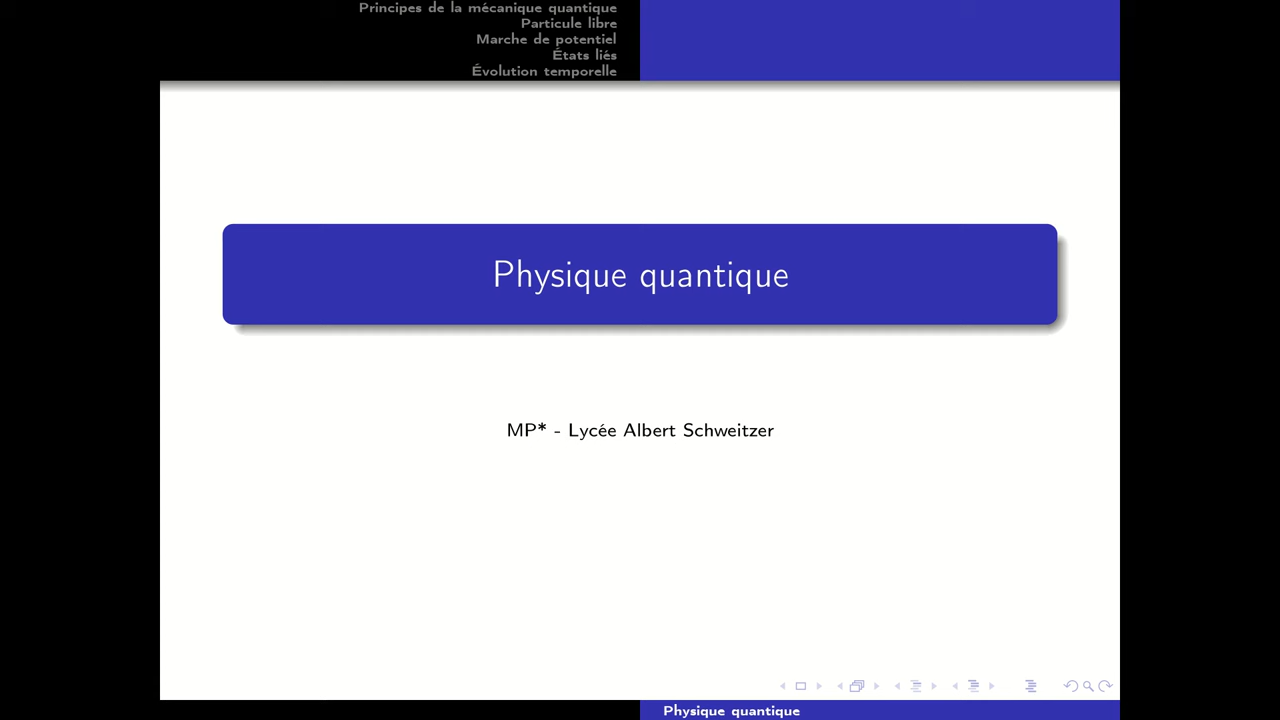 Principes de la mécanique quantique
Particule libre
Marche de potentiel
États liés
Évolution temporelle
Physique quantique
MP* - Lycée Albert Schweitzer
Physique quantique